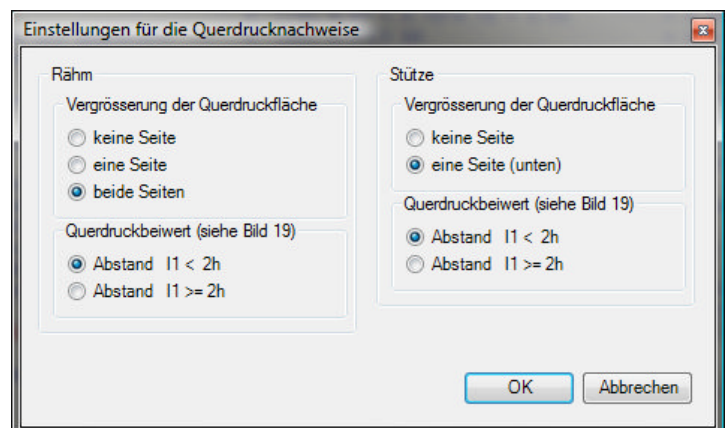 Einstellungen für die Querdrucknachweise
Rähm
Vergrösserung der Querdruckfläche
keine Seite
eine Seite
beide Seiten
Querdruckbeiwert (siehe Bild 19)
Abstand l1 < 2h
Abstand l1 >= 2h
Stütze
Vergrösserung der Querdruckfläche
keine Seite
eine Seite (unten)
Querdruckbeiwert (siehe Bild 19)
Abstand l1 < 2h
Abstand l1 >= 2h
OK
Abbrechen